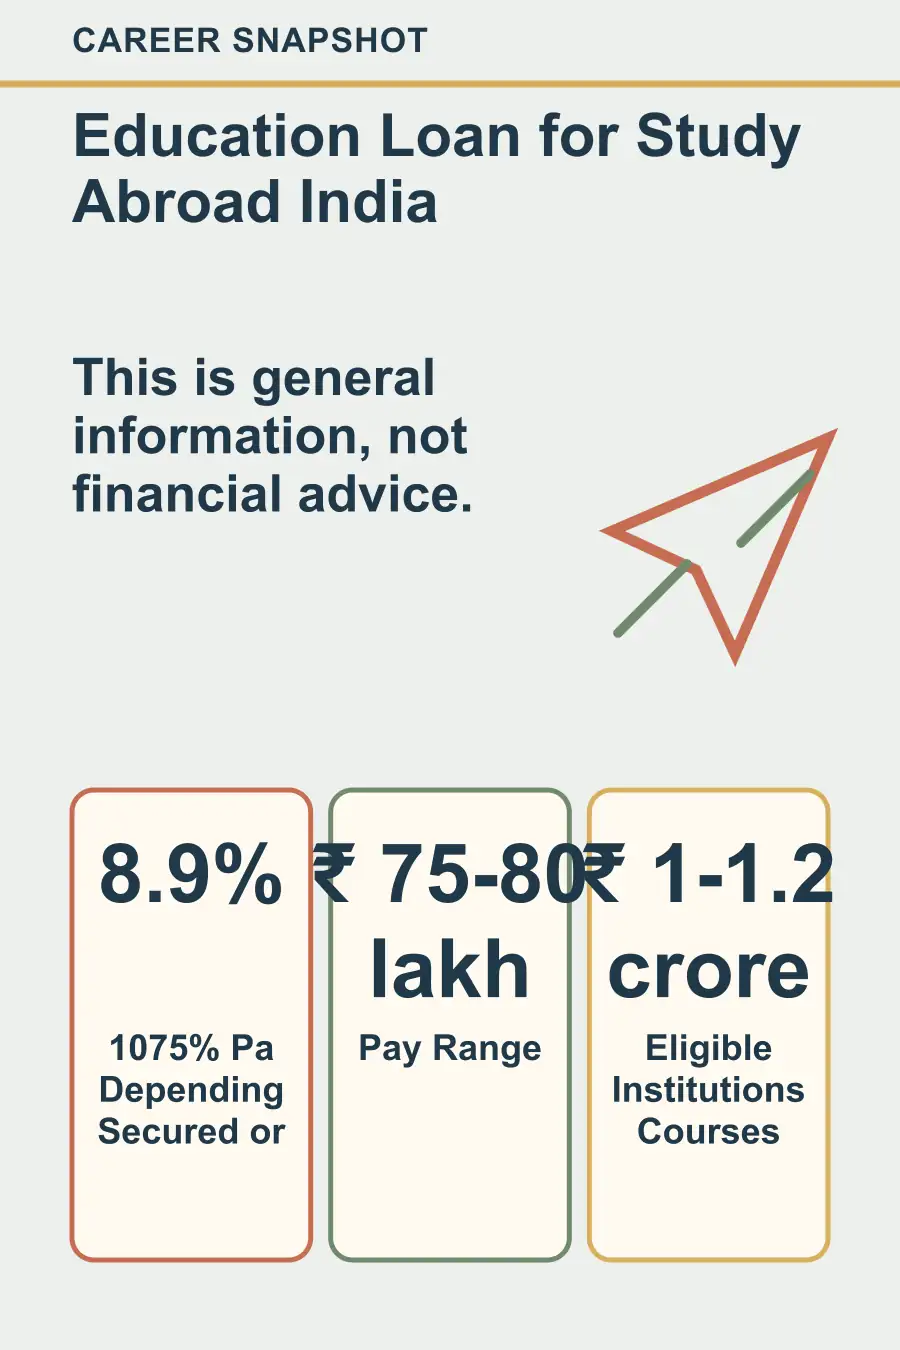 CAREER SNAPSHOT
Education Loan for Study
Abroad India
This is general
information, not
financial advice.
8.9%
1075% Pa
Depending
Secured or
₹ 75-80
lakh
Pay Range
₹ 1-1.2
crore
Eligible
Institutions
Courses